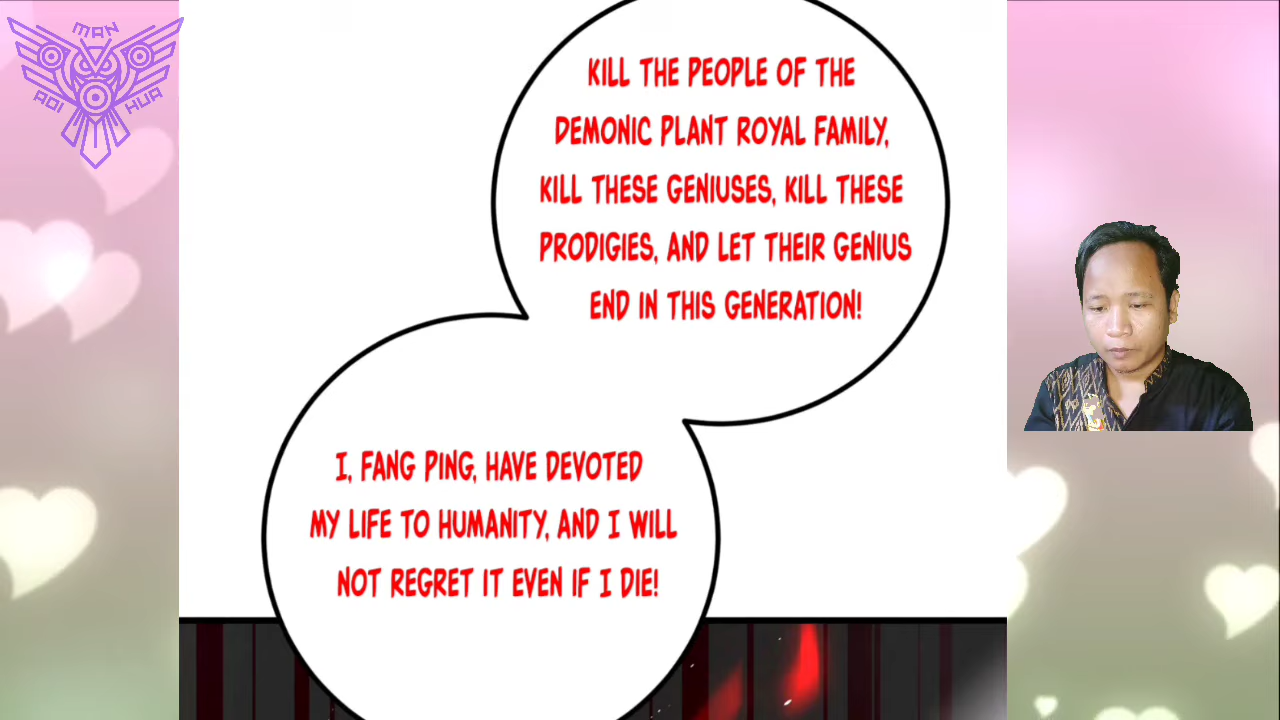 MAN
AOI HUA
KILL THE PEOPLE OF THE
DEMONIC PLANT ROYAL FAMILY,
KILL THESE GENIUSES, KILL THESE
PRODIGIES, AND LET THEIR GENIUS
END IN THIS GENERATION!
I, FANG PING, HAVE DEVOTED
MY LIFE TO HUMANITY, AND I WILL
NOT REGRET IT EVEN IF I DIE!